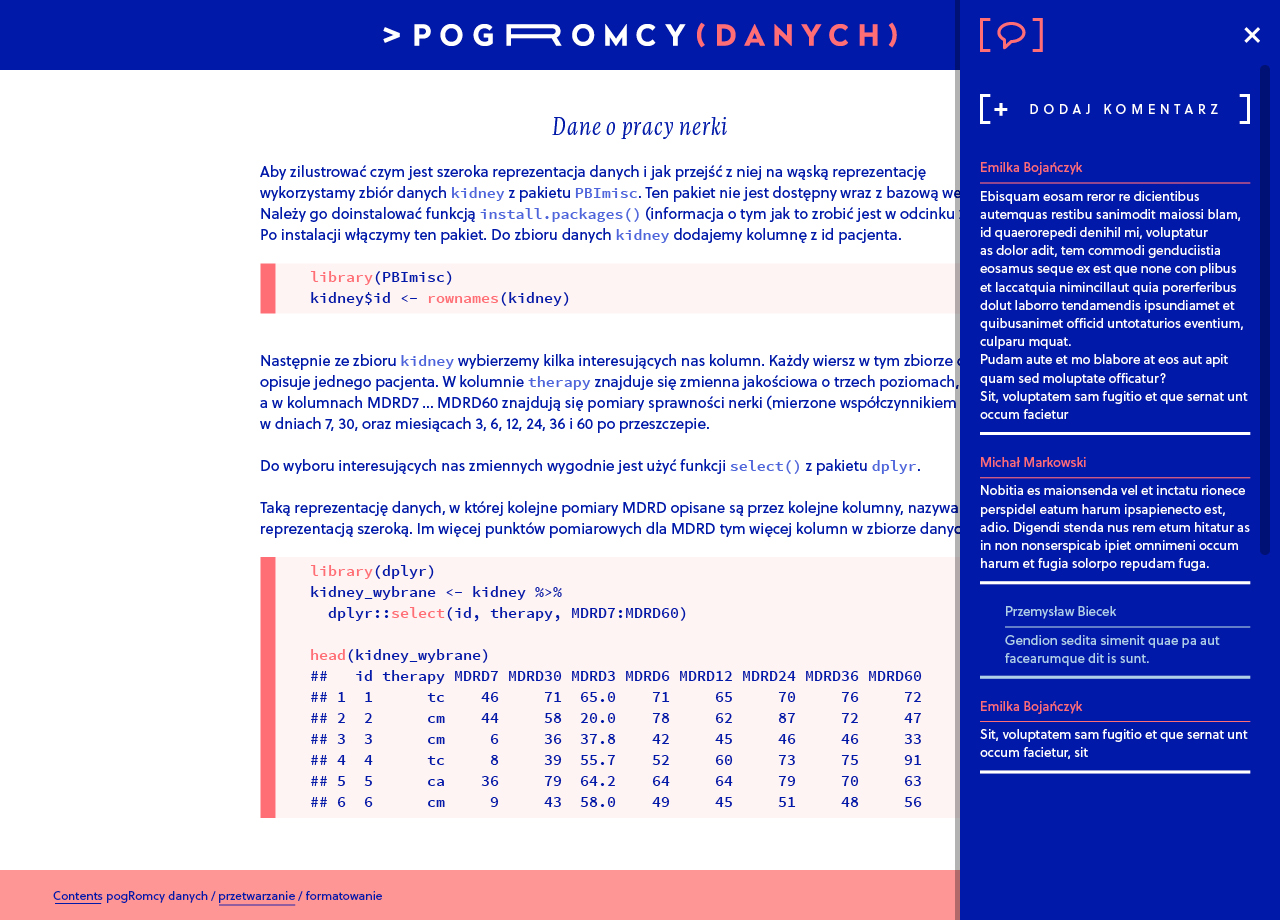 > POGROMCY(DANYCH)
Dane o pracy nerki
Aby zilustrować czym jest szeroka reprezentacja danych i jak przejść z niej na wąską reprezentację
wykorzystamy zbiór danych kidney z pakietu PBImisc. Ten pakiet nie jest dostępny wraz z bazową
Należy go doinstalować funkcją install.packages() (informacja o tym jak to zrobić jest w odcinku
Po instalacji włączymy ten pakiet. Do zbioru danych kidney dodajemy kolumnę z id pacjenta.
library(PBImisc)
kidney$id <- rownames(kidney)
Następnie ze zbioru kidney wybierzemy kilka interesujących nas kolumn. Każdy wiersz w tym zbiorze
opisuje jednego pacjenta. W kolumnie therapy znajduje się zmienna jakościowa o trzech poziomach,
a w kolumnach MDRD7 ... MDRD60 znajdują się pomiary sprawności nerki (mierzone współczynnikiem
w dniach 7, 30, oraz miesiącach 3, 6, 12, 24, 36 i 60 po przeszczepie.
Do wyboru interesujących nas zmiennych wygodnie jest użyć funkcji select() z pakietu dplyr.
Taką reprezentację danych, w której kolejne pomiary MDRD opisane są przez kolejne kolumny,
reprezentacją szeroką. Im więcej punktów pomiarowych dla MDRD tym więcej kolumn w zbiorze
library(dplyr)
kidney_wybrane <- kidney %>%
  dplyr::select(id, therapy, MDRD7:MDRD60)
head(kidney_wybrane)
##   id therapy MDRD7 MDRD30 MDRD3 MDRD6 MDRD12 MDRD24 MDRD36 MDRD60
## 1  1      tc    46     71  65.0    71     65     70     76     72
## 2  2      cm    44     58  20.0    78     62     87     72     47
## 3  3      cm     6     36  37.8    42     45     46     46     33
## 4  4      tc     8     39  55.7    52     60     73     75     91
## 5  5      ca    36     79  64.2    64     64     79     70     63
## 6  6      cm     9     43  58.0    49     45     51     48     56
Contents pogRomcy danych / przetwarzanie / formatowanie
[+ DODAJ KOMENTARZ ]
Emilka Bojańczyk
Ebisquam eosam reror re dicientibus
autemquas restibu sanimodit maiossi blam,
id quaerorepedi denihil mi, voluptatur
as dolor adit, tem commodi genduciistia
eosamus seque ex est que none con plibus
et laccatquia nimincillaut quia porerferibus
dolut laborro tendamendis ipsundiamet et
quibusanimet officid untotaturios eventium,
culparu mquat.
Pudam aute et mo blabore at eos aut apit
quam sed moluptate officatur?
Sit, voluptatem sam fugitio et que sernat unt
occum facietur
Michał Markowski
Nobitia es maionsenda vel et inctatu rionece
perspidel eatum harum ipsapienecto est,
adio. Digendi stenda nus rem etum hitatur as
in non nonserspicab ipiet omnimeni occum
harum et fugia solorpo repudam fuga.
Przemysław Biecek
Gendion sedita simenit quae pa aut
facearumque dit is sunt.
Emilka Bojańczyk
Sit, voluptatem sam fugitio et que sernat unt
occum facietur, sit